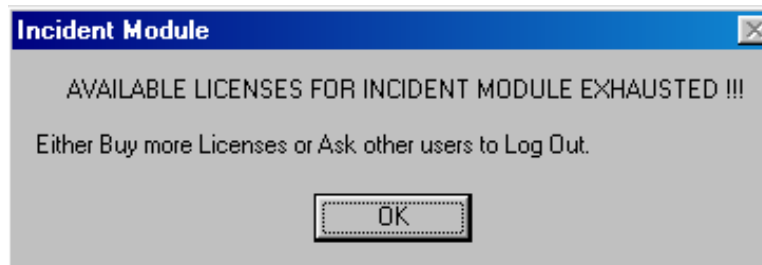 Incident Module
AVAILABLE LICENSES FOR INCIDENT MODULE EXHAUSTED !!!
Either Buy more Licenses or Ask other users to Log Out.
OK